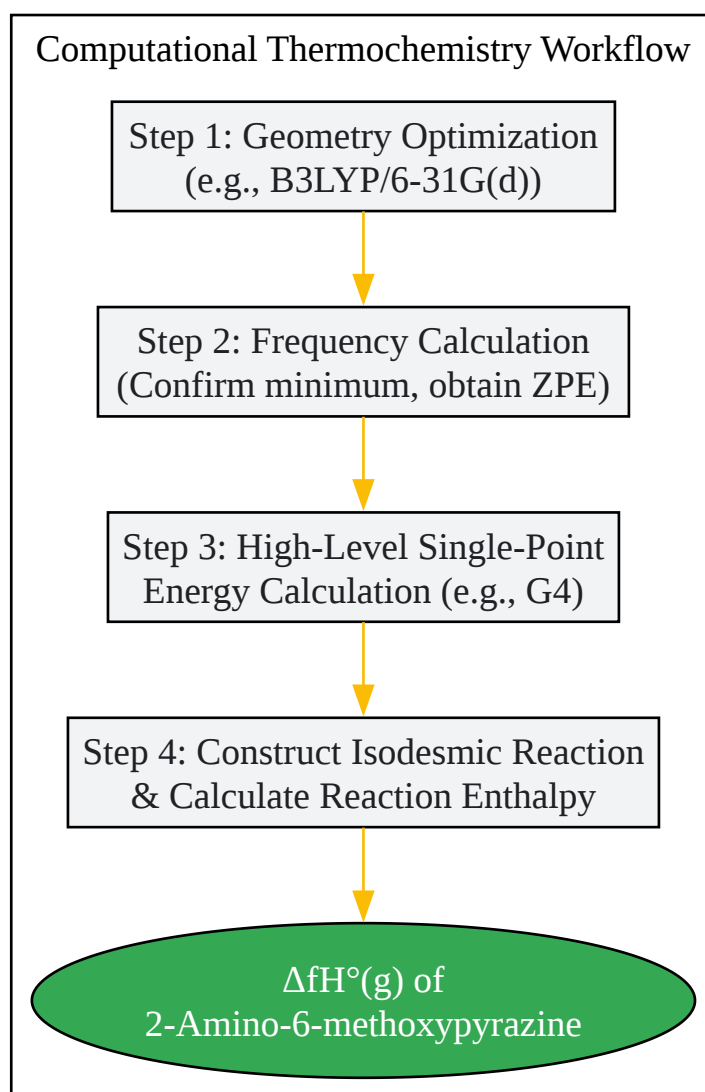 Computational Thermochemistry Workflow
Step 1: Geometry Optimization
(e.g., B3LYP/6-31G(d))
Step 2: Frequency Calculation
(Confirm minimum, obtain ZPE)
Step 3: High-Level Single-Point
Energy Calculation (e.g., G4)
Step 4: Construct Isodesmic Reaction
& Calculate Reaction Enthalpy
ΔfH°(g) of
2-Amino-6-methoxypyrazine